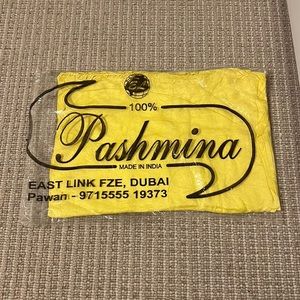 100%
Pashmina
MADE IN INDIA
EAST LINK FZE, DUBAI
Pawan - 9715555 19373